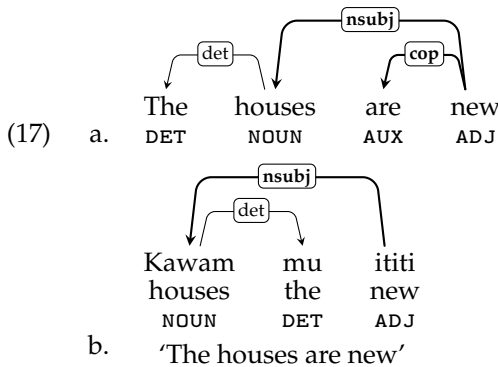 nsubj
det cop
The houses are new
(17) a. DET NOUN AUX ADJ
nsubj
det
Kawam mu ititi
houses the new
NOUN DET ADJ
b. ‘The houses are new’